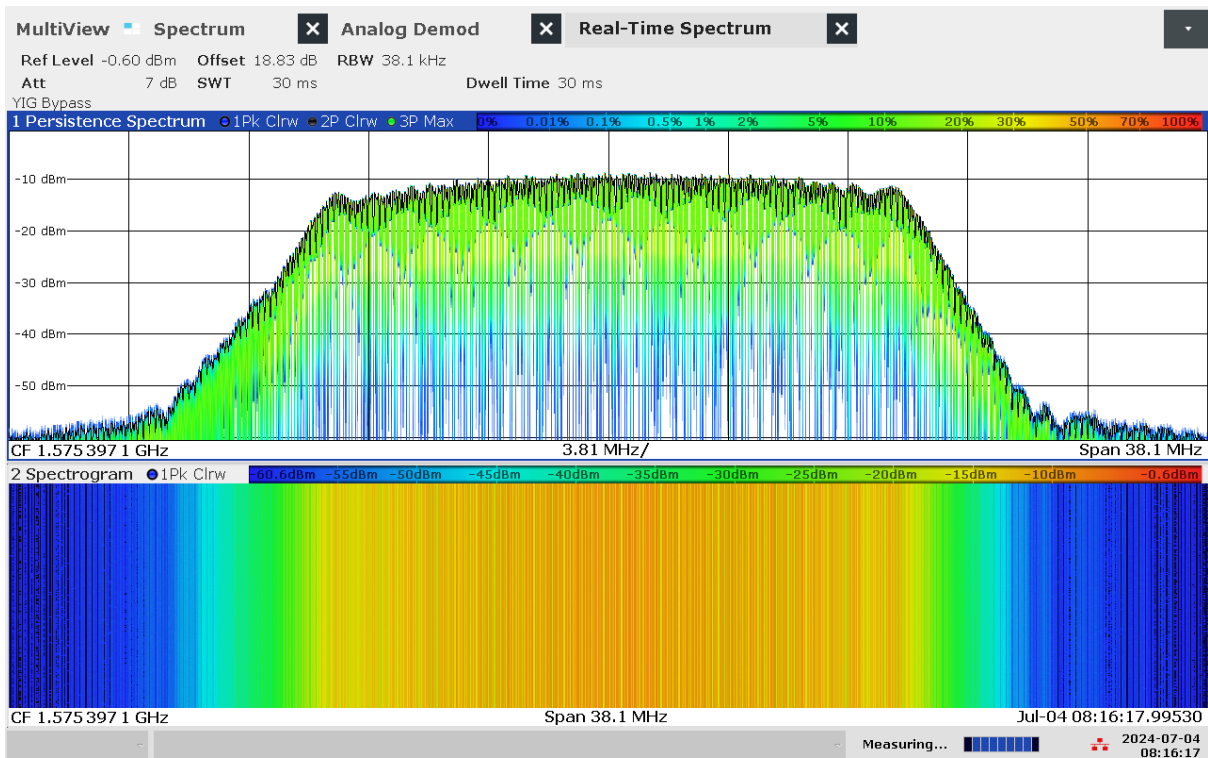 MultiView Spectrum Analog Demod Real-Time Spectrum
Ref Level -0.60 dBm Offset 18.83 dB RBW 38.1 kHz
Att 7 dB SWT 30 ms Dwell Time 30 ms
YIG Bypass
1 Persistence Spectrum 1Pk Clrw 2P Clrw 3P Max 0% 0.01% 0.1% 0.5% 1% 2% 5% 10% 20% 30% 50% 70% 100%
-10 dBm
-20 dBm
-30 dBm
-40 dBm
-50 dBm
CF 1.575 397 1 GHz 3.81 MHz/ Span 38.1 MHz
2 Spectrogram 1Pk Clrw -60.6dBm -55dBm -50dBm -45dBm -40dBm -35dBm -30dBm -25dBm -20dBm -15dBm -10dBm -0.6dBm
CF 1.575 397 1 GHz Span 38.1 MHz Jul-04 08:16:17.99530
Measuring... 2024-07-04
08:16:17